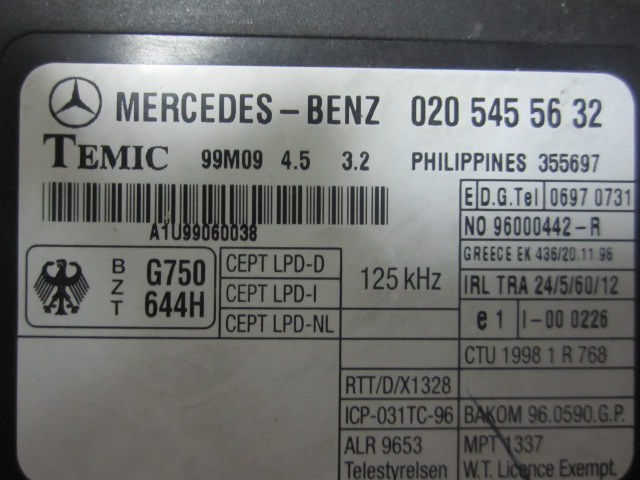 MERCEDES-BENZ 020 545 56 32
TEMIC 99M09 4.5 3.2 PHILIPPINES 355697
A1U99060038
E D.G.Tel 0697 0731
NO 96000442-R
GREECE EK 436/20.11.96
BZT G750 644H
CEPT LPD-D
CEPT LPD-I
CEPT LPD-NL
125 kHz
IRL TRA 24/5/60/12
e 1 I-00 0226
CTU 1998 1 R 768
RTT/D/X1328
ICP-031TC-96 BAKOM 96.0590.G.P.
ALR 9653 MPT 1337
Telestyrelsen W.T. Licence Exempt.